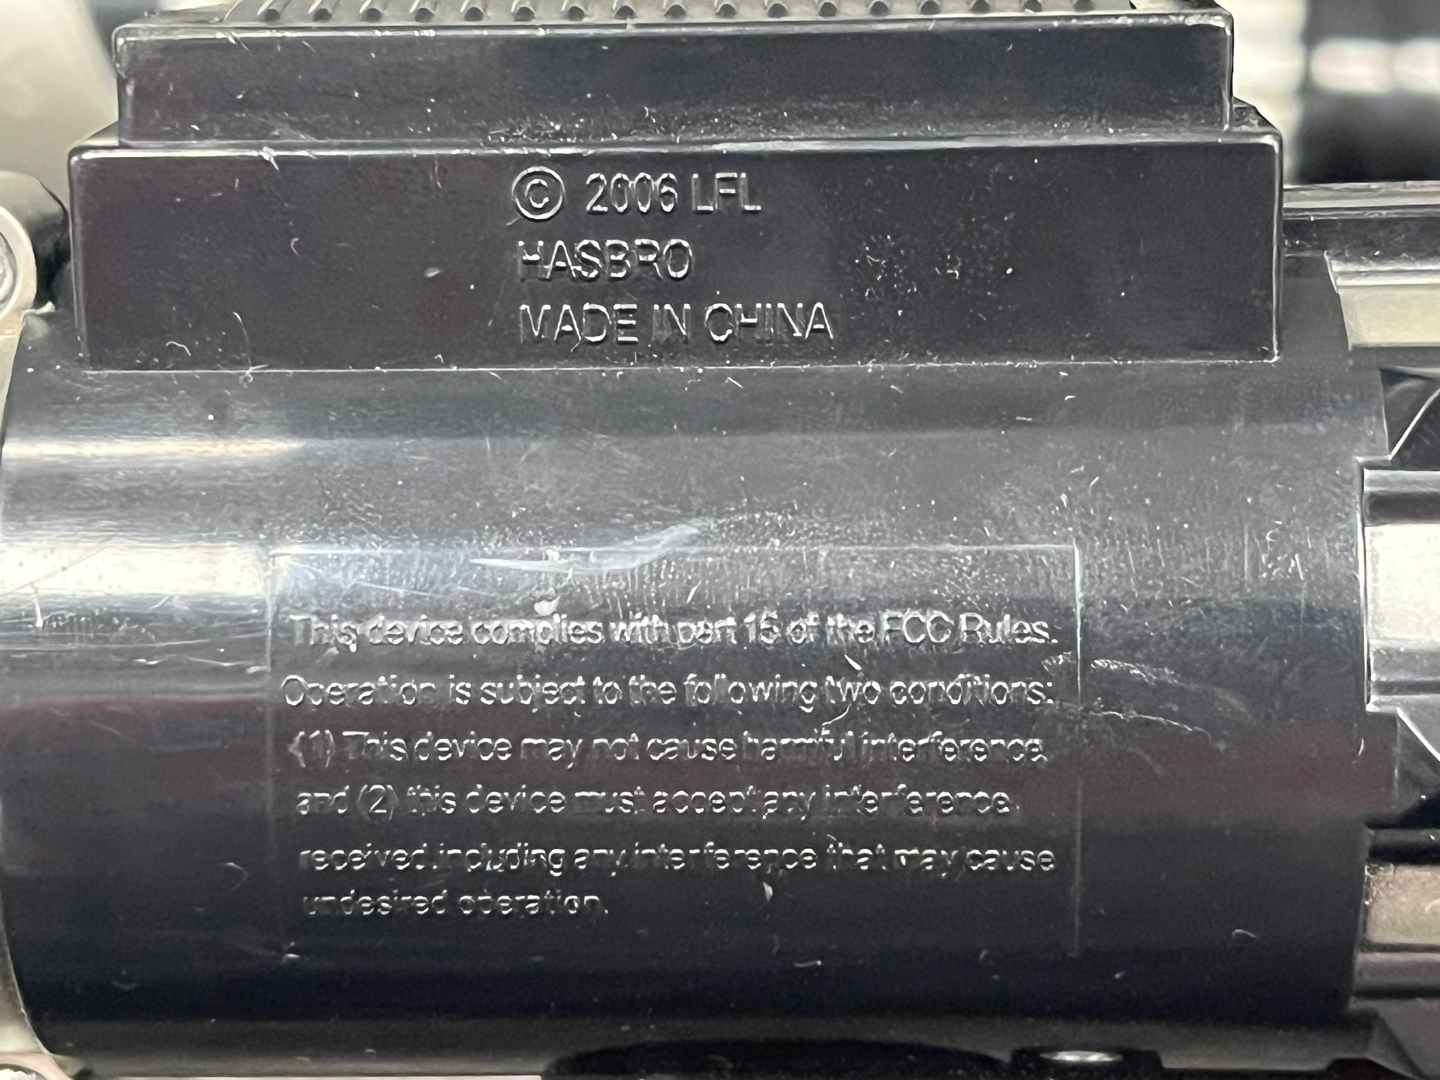 © 2006 LFL
HASBRO
MADE IN CHINA
This device complies with part 15 of the FCC Rules.
Operation is subject to the following two conditions:
(1) This device may not cause harmful interference,
and (2) this device must accept any interference
received, including any interference that may cause
undesired operation.